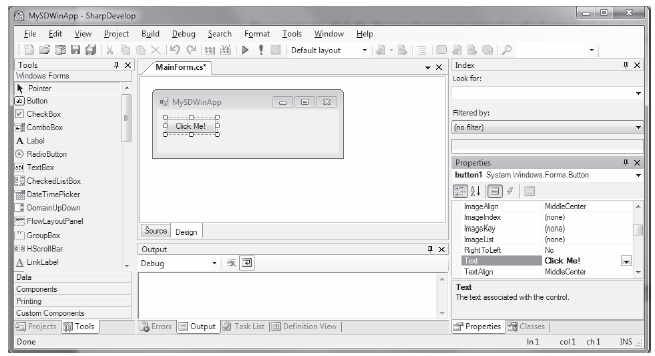 MySDWinApp - SharpDevelop
File Edit View Project Build Debug Search Format Tools Window Help
Default layout
Tools
Windows Forms
Pointer
Button
CheckBox
ComboBox
Label
RadioButton
TextBox
CheckedListBox
DateTimePicker
DomainUpDown
FlowLayoutPanel
GroupBox
HScrollBar
LinkLabel
Data
Components
Printing
Custom Components
Projects Tools
MainForm.cs*
MySDWinApp
Click Me!
Source Design
Output
Debug
Errors Output Task List Definition View
Index
Look for:
Filtered by:
(no filter)
Properties
button1 System.Windows.Forms.Button
ImageAlign MiddleCenter
ImageIndex (none)
ImageKey (none)
ImageList (none)
RightToLeft No
Text Click Me!
TextAlign MiddleCenter
Text
The text associated with the control.
Properties Classes
Done ln 1 col 1 ch 1 INS